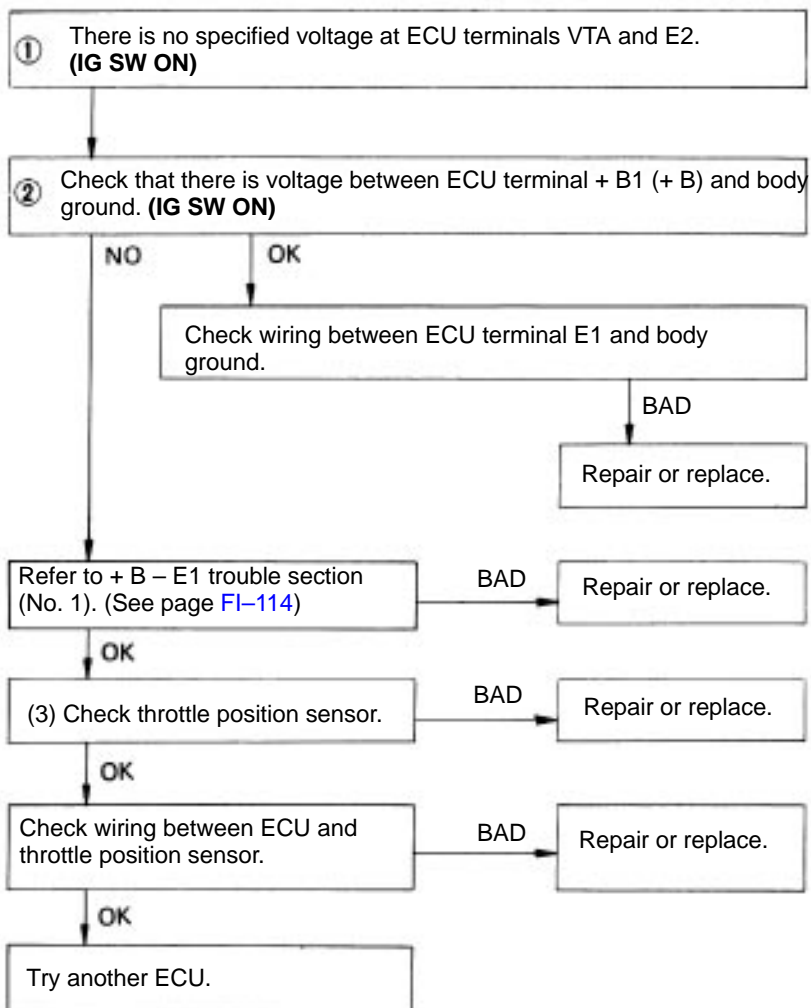 ① There is no specified voltage at ECU terminals VTA and E2.
(IG SW ON)
② Check that there is voltage between ECU terminal + B1 (+ B) and body
ground. (IG SW ON)
NO
OK
Check wiring between ECU terminal E1 and body
ground.
BAD
Repair or replace.
Refer to + B – E1 trouble section
(No. 1). (See page FI–114)
BAD
Repair or replace.
OK
(3) Check throttle position sensor.
BAD
Repair or replace.
OK
Check wiring between ECU and
throttle position sensor.
BAD
Repair or replace.
OK
Try another ECU.